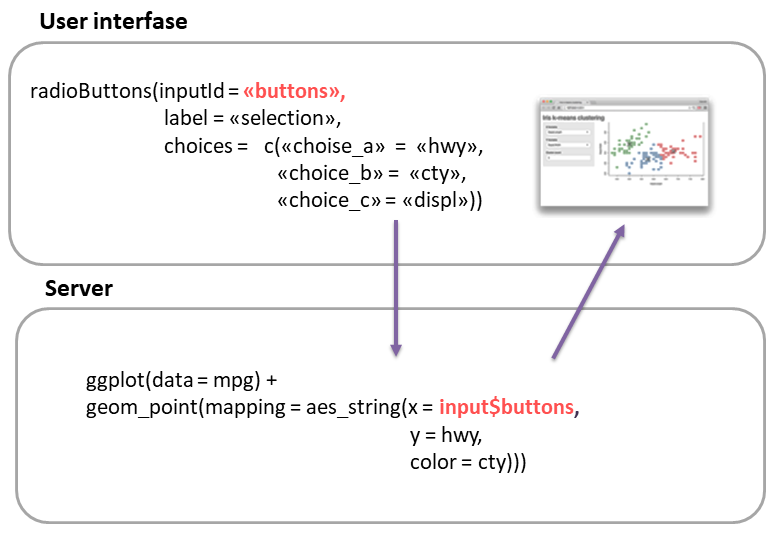 User interfase
radioButtons(inputId = «buttons»,
label = «selection»,
choices = c(«choise_a» = «hwy»,
«choice_b» = «cty»,
«choice_c» = «displ»))
Iris k-means clustering
Server
ggplot(data = mpg) +
geom_point(mapping = aes_string(x = input$buttons,
y = hwy,
color = cty)))